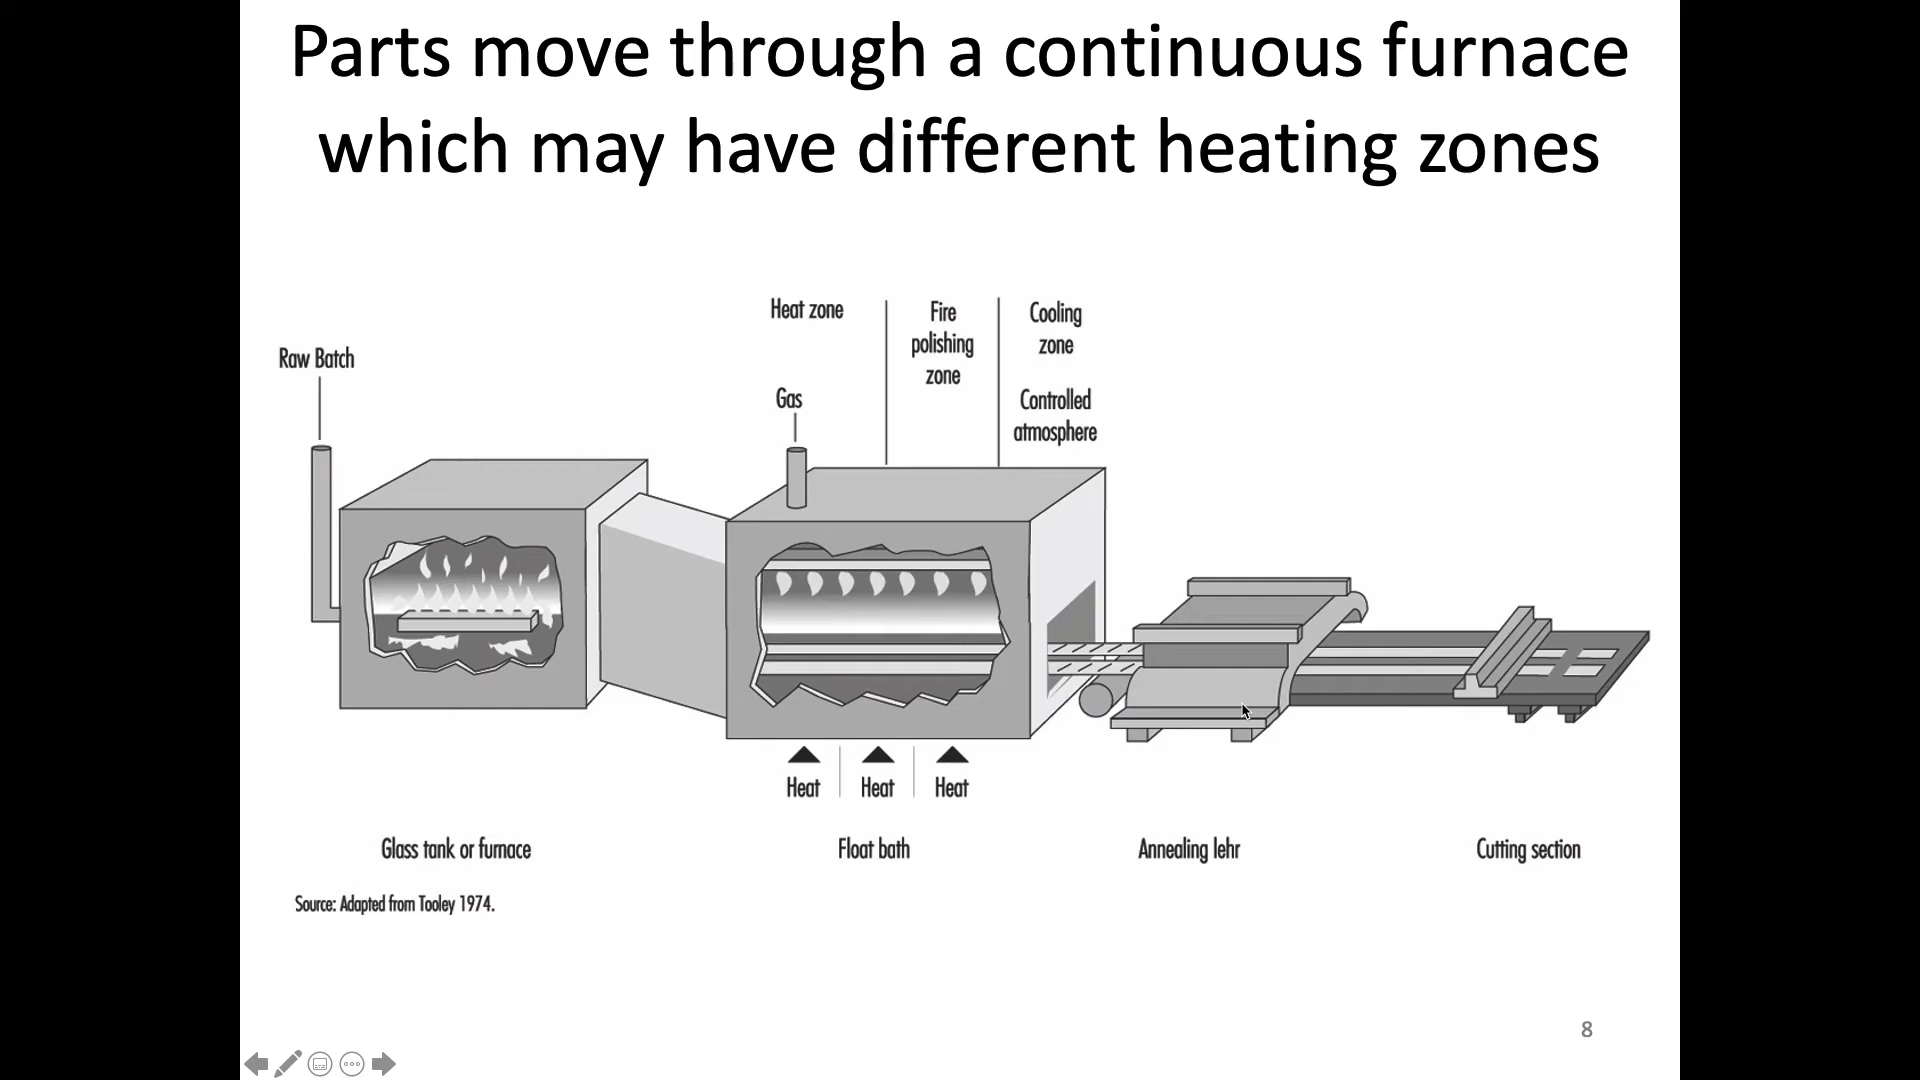 Parts move through a continuous furnace
which may have different heating zones
Heat zone
Fire
polishing
zone
Cooling
zone
Raw Batch
Gas
Controlled
atmosphere
Heat
Heat
Heat
Glass tank or furnace
Float bath
Annealing lehr
Cutting section
Source: Adapted from Tooley 1974.
8